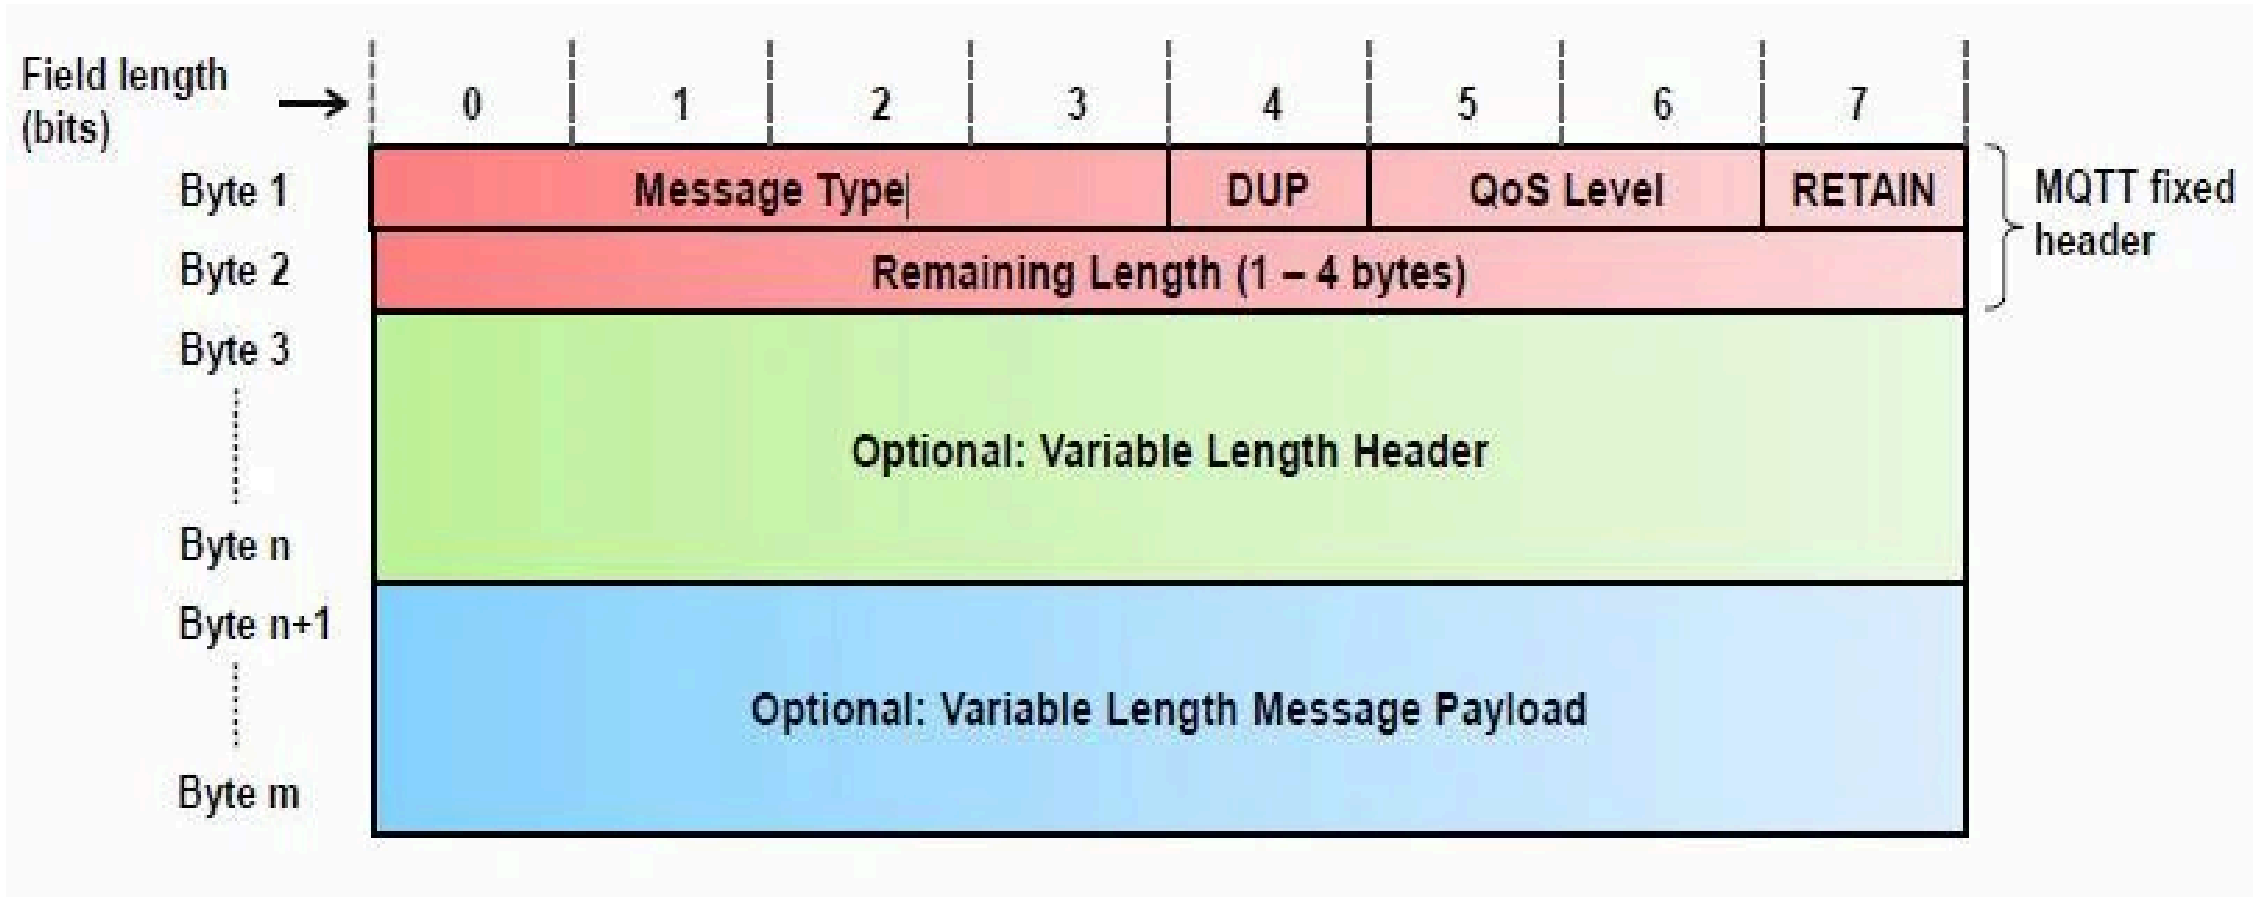 Field length
(bits)
0 1 2 3 4 5 6 7
Byte 1 Message Type DUP QoS Level RETAIN
MQTT fixed
header
Byte 2 Remaining Length (1 – 4 bytes)
Byte 3
Optional: Variable Length Header
Byte n
Byte n+1
Optional: Variable Length Message Payload
Byte m